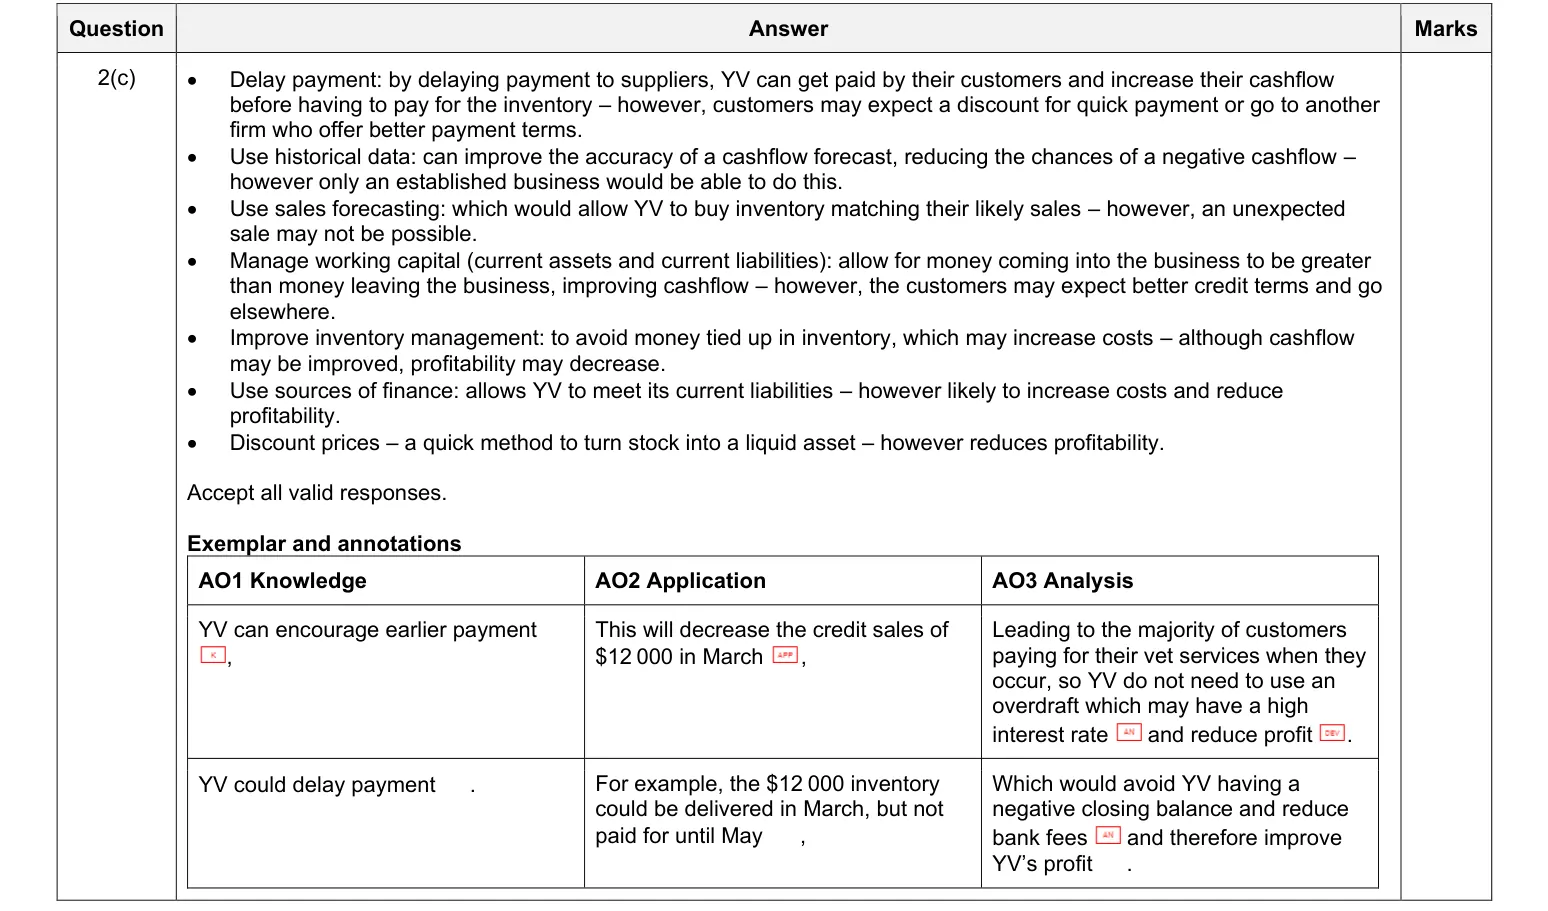 Question Answer Marks
2(c)
• Delay payment: by delaying payment to suppliers, YV can get paid by their customers and increase their cashflow
before having to pay for the inventory – however, customers may expect a discount for quick payment or go to another
firm who offer better payment terms.
• Use historical data: can improve the accuracy of a cashflow forecast, reducing the chances of a negative cashflow –
however only an established business would be able to do this.
• Use sales forecasting: which would allow YV to buy inventory matching their likely sales – however, an unexpected
sale may not be possible.
• Manage working capital (current assets and current liabilities): allow for money coming into the business to be greater
than money leaving the business, improving cashflow – however, the customers may expect better credit terms and go
elsewhere.
• Improve inventory management: to avoid money tied up in inventory, which may increase costs – although cashflow
may be improved, profitability may decrease.
• Use sources of finance: allows YV to meet its current liabilities – however likely to increase costs and reduce
profitability.
• Discount prices – a quick method to turn stock into a liquid asset – however reduces profitability.
Accept all valid responses.
Exemplar and annotations
AO1 Knowledge AO2 Application AO3 Analysis
YV can encourage earlier payment
K ,
This will decrease the credit sales of
$12 000 in March APP ,
Leading to the majority of customers
paying for their vet services when they
occur, so YV do not need to use an
overdraft which may have a high
interest rate AN and reduce profit DEV .
YV could delay payment .
For example, the $12 000 inventory
could be delivered in March, but not
paid for until May ,
Which would avoid YV having a
negative closing balance and reduce
bank fees AN and therefore improve
YV's profit .